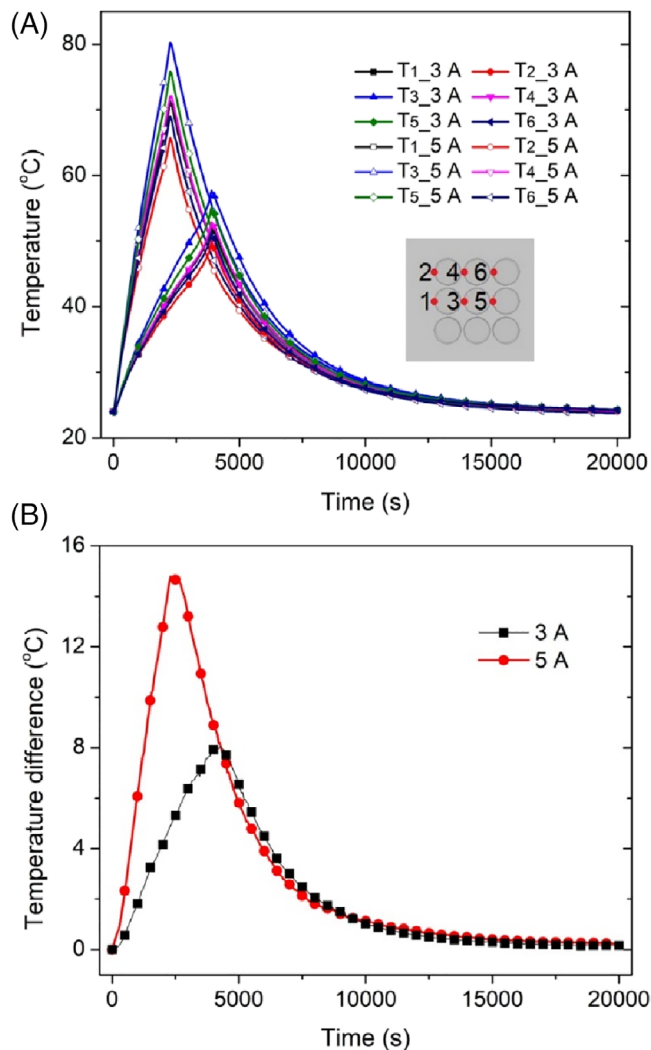 (A)
80
60
40
20
Temperature (°C)
T1_3 A T2_3 A
T3_3 A T4_3 A
T5_3 A T6_3 A
T1_5 A T2_5 A
T3_5 A T4_5 A
T5_5 A T6_5 A
2 4 6
1 3 5
0 5000 10000 15000 20000
Time (s)
(B)
16
12
8
4
0
Temperature difference (°C)
3 A
5 A
0 5000 10000 15000 20000
Time (s)